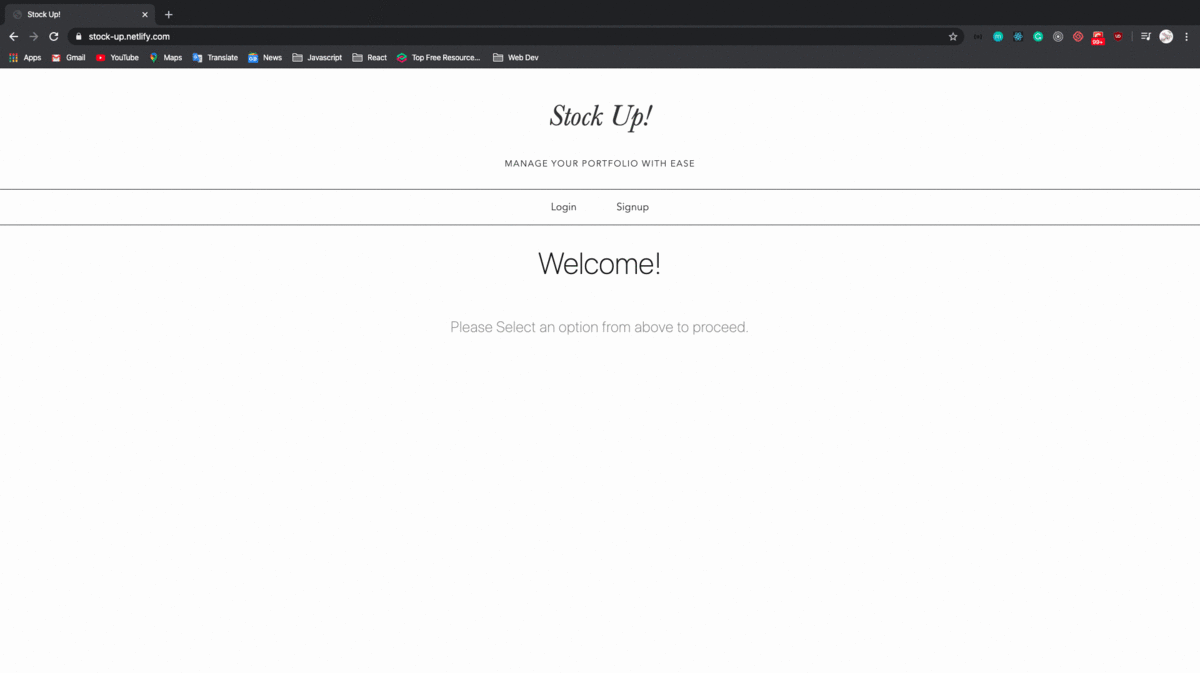 Stock Up!
stock-up.netlify.com
Apps Gmail YouTube Maps Translate News Javascript React Top Free Resource... Web Dev
Stock Up!
MANAGE YOUR PORTFOLIO WITH EASE
Login Signup
Welcome!
Please Select an option from above to proceed.